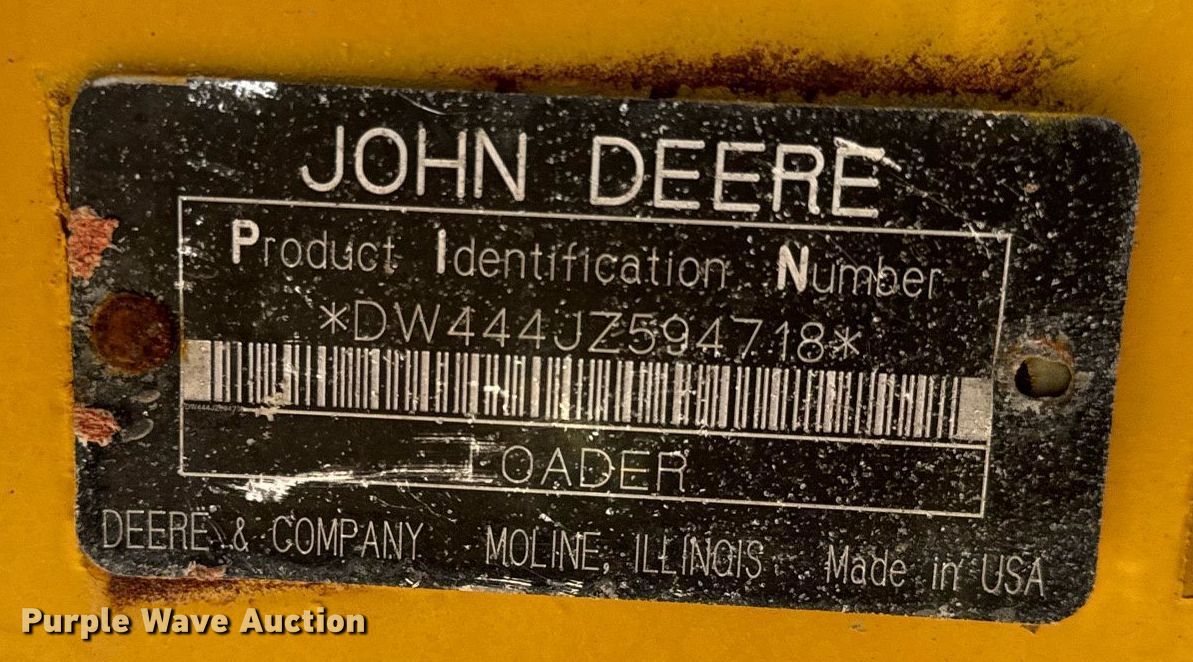 JOHN DEERE
Product Identification Number
*DW444JZ594718*
LOADER
DEERE & COMPANY MOLINE, ILLINOIS Made in USA
Purple Wave Auction